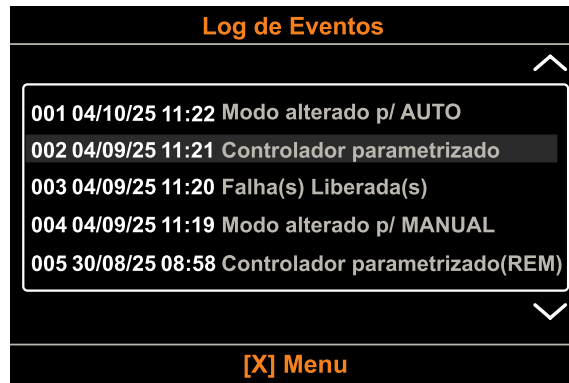 Log de Eventos
001 04/10/25 11:22 Modo alterado p/ AUTO
002 04/09/25 11:21 Controlador parametrizado
003 04/09/25 11:20 Falha(s) Liberada(s)
004 04/09/25 11:19 Modo alterado p/ MANUAL
005 30/08/25 08:58 Controlador parametrizado(REM)
[X] Menu